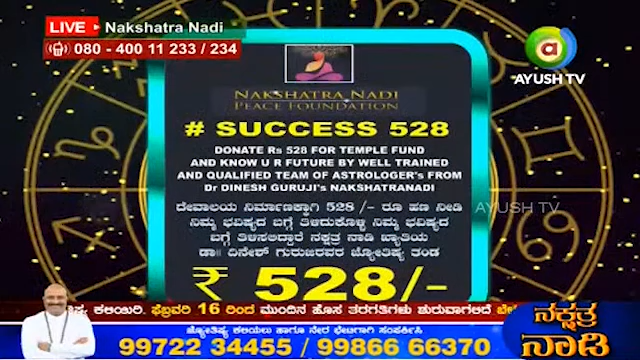 LIVE Nakshatra Nadi
080 - 400 11 233 / 234
a
AYUSH TV
NAKSHATRA NADI
PEACE FOUNDATION
# SUCCESS 528
DONATE Rs 528 FOR TEMPLE FUND
AND KNOW U R FUTURE BY WELL TRAINED
AND QUALIFIED TEAM OF ASTROLOGER's FROM
Dr DINESH GURUJI's NAKSHATRANADI
ದೇವಾಲಯ ನಿರ್ಮಾಣಕ್ಕಾಗಿ 528 /- ರೂ ಹಣ ನೀಡಿ
ನಿಮ್ಮ ಭವಿಷ್ಯದ ಬಗ್ಗೆ ತಿಳಿದುಕೊಳ್ಳಿ ನಿಮ್ಮ ಭವಿಷ್ಯದ
ಬಗ್ಗೆ ತಿಳಿಸಲಿದ್ದಾರೆ ನಕ್ಷತ್ರ ನಾಡಿ ಖ್ಯಾತಿಯ
ಡಾ|| ದಿನೇಶ್ ಗುರುಜೀರವರ ಜ್ಯೋತಿಷ್ಯ ತಂಡ
AYUSH TV
₹ 528/-
ಕಲಿಯಿರಿ. ಫೆಬ್ರವರಿ 16 ರಿಂದ ಮುಂದಿನ ಹೊಸ ತರಗತಿಗಳು ಶುರುವಾಗಲಿದೆ
ಜ್ಯೋತಿಷ್ಯ ಕಲಿಯಲು ಹಾಗೂ ನೇರ ಭೇಟಿಗಾಗಿ ಸಂಪರ್ಕಿಸಿ
99722 34455 / 99866 66370
ನಕ್ಷತ್ರ
ನಾಡಿ